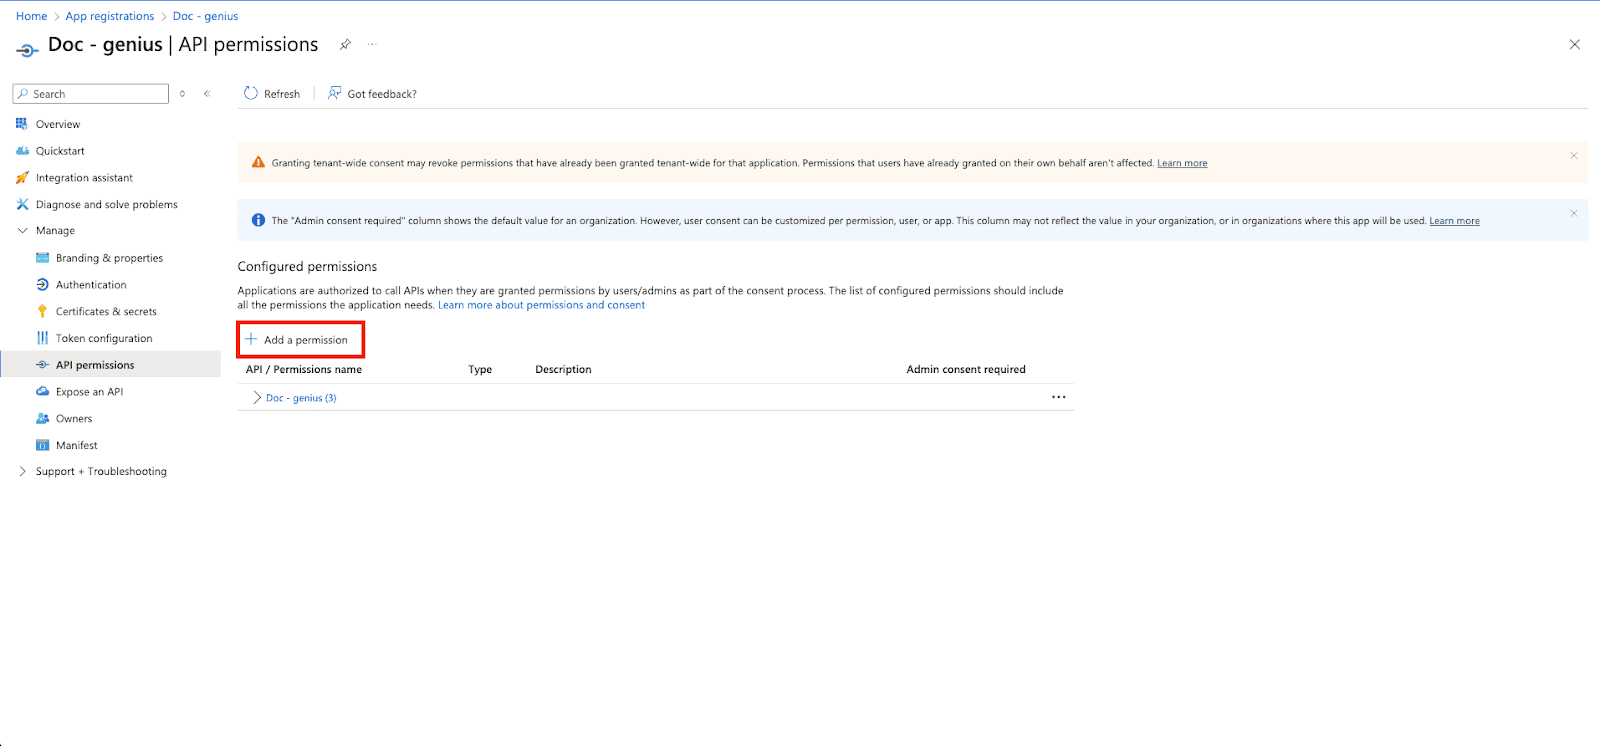 Home > App registrations > Doc - genius
Doc - genius | API permissions
Search
Refresh
Got feedback?
Overview
Quickstart
Integration assistant
Diagnose and solve problems
Manage
Branding & properties
Authentication
Certificates & secrets
Token configuration
API permissions
Expose an API
Owners
Manifest
Support + Troubleshooting
Granting tenant-wide consent may revoke permissions that have already been granted tenant-wide for that application. Permissions that users have already granted on their own behalf aren't affected. Learn more
The "Admin consent required" column shows the default value for an organization. However, user consent can be customized per permission, user, or app. This column may not reflect the value in your organization, or in organizations where this app will be used. Learn more
Configured permissions
Applications are authorized to call APIs when they are granted permissions by users/admins as part of the consent process. The list of configured permissions should include
all the permissions the application needs. Learn more about permissions and consent
Add a permission
API / Permissions name Type Description Admin consent required
Doc - genius (3)